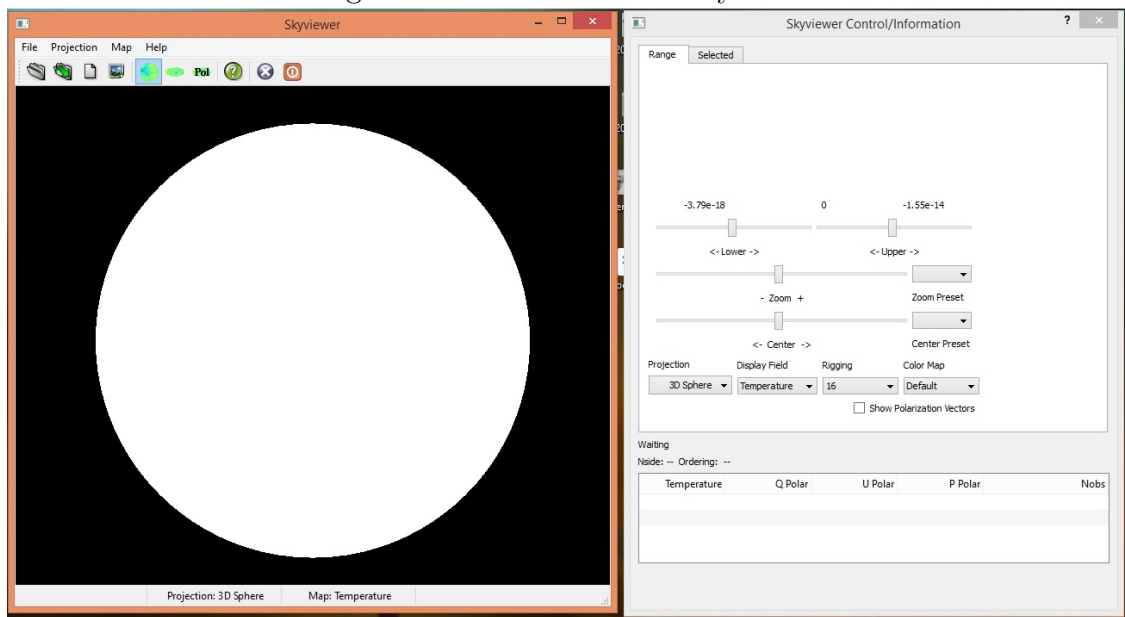 Skyviewer
File Projection Map Help
Pol
Projection: 3D Sphere Map: Temperature
Skyviewer Control/Information
Range Selected
-3.79e-18 0 -1.55e-14
<- Lower -> <- Upper ->
- Zoom + Zoom Preset
<- Center -> Center Preset
Projection Display Field Rigging Color Map
3D Sphere Temperature 16 Default
Show Polarization Vectors
Waiting
Nside: -- Ordering: --
Temperature Q Polar U Polar P Polar Nobs